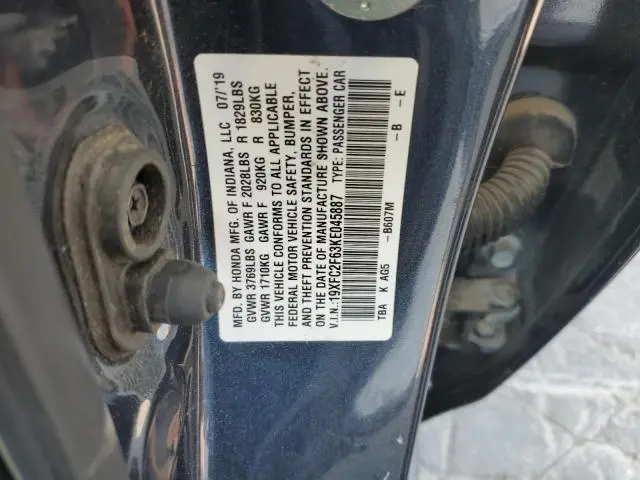 MFD. BY HONDA MFG. OF INDIANA, LLC 07/'19
GVWR 3769LBS GAWR F 2028LBS R 1829LBS
GVWR 1710KG GAWR F 920KG R 830KG
THIS VEHICLE CONFORMS TO ALL APPLICABLE
FEDERAL MOTOR VEHICLE SAFETY, BUMPER,
AND THEFT PREVENTION STANDARDS IN EFFECT
ON THE DATE OF MANUFACTURE SHOWN ABOVE.
V.I.N.:19XFC2F63KE045887 TYPE: PASSENGER CAR
-B607M -B -E
TBA K AG5